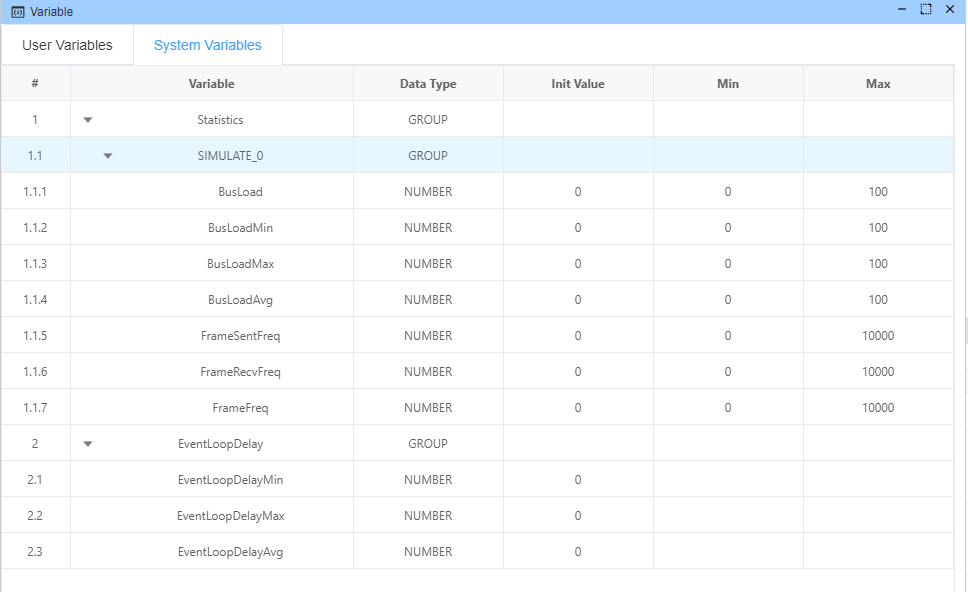 Variable
User Variables System Variables
# Variable Data Type Init Value Min Max
1 Statistics GROUP
1.1 SIMULATE_0 GROUP
1.1.1 BusLoad NUMBER 0 0 100
1.1.2 BusLoadMin NUMBER 0 0 100
1.1.3 BusLoadMax NUMBER 0 0 100
1.1.4 BusLoadAvg NUMBER 0 0 100
1.1.5 FrameSentFreq NUMBER 0 0 10000
1.1.6 FrameRecvFreq NUMBER 0 0 10000
1.1.7 FrameFreq NUMBER 0 0 10000
2 EventLoopDelay GROUP
2.1 EventLoopDelayMin NUMBER 0
2.2 EventLoopDelayMax NUMBER 0
2.3 EventLoopDelayAvg NUMBER 0